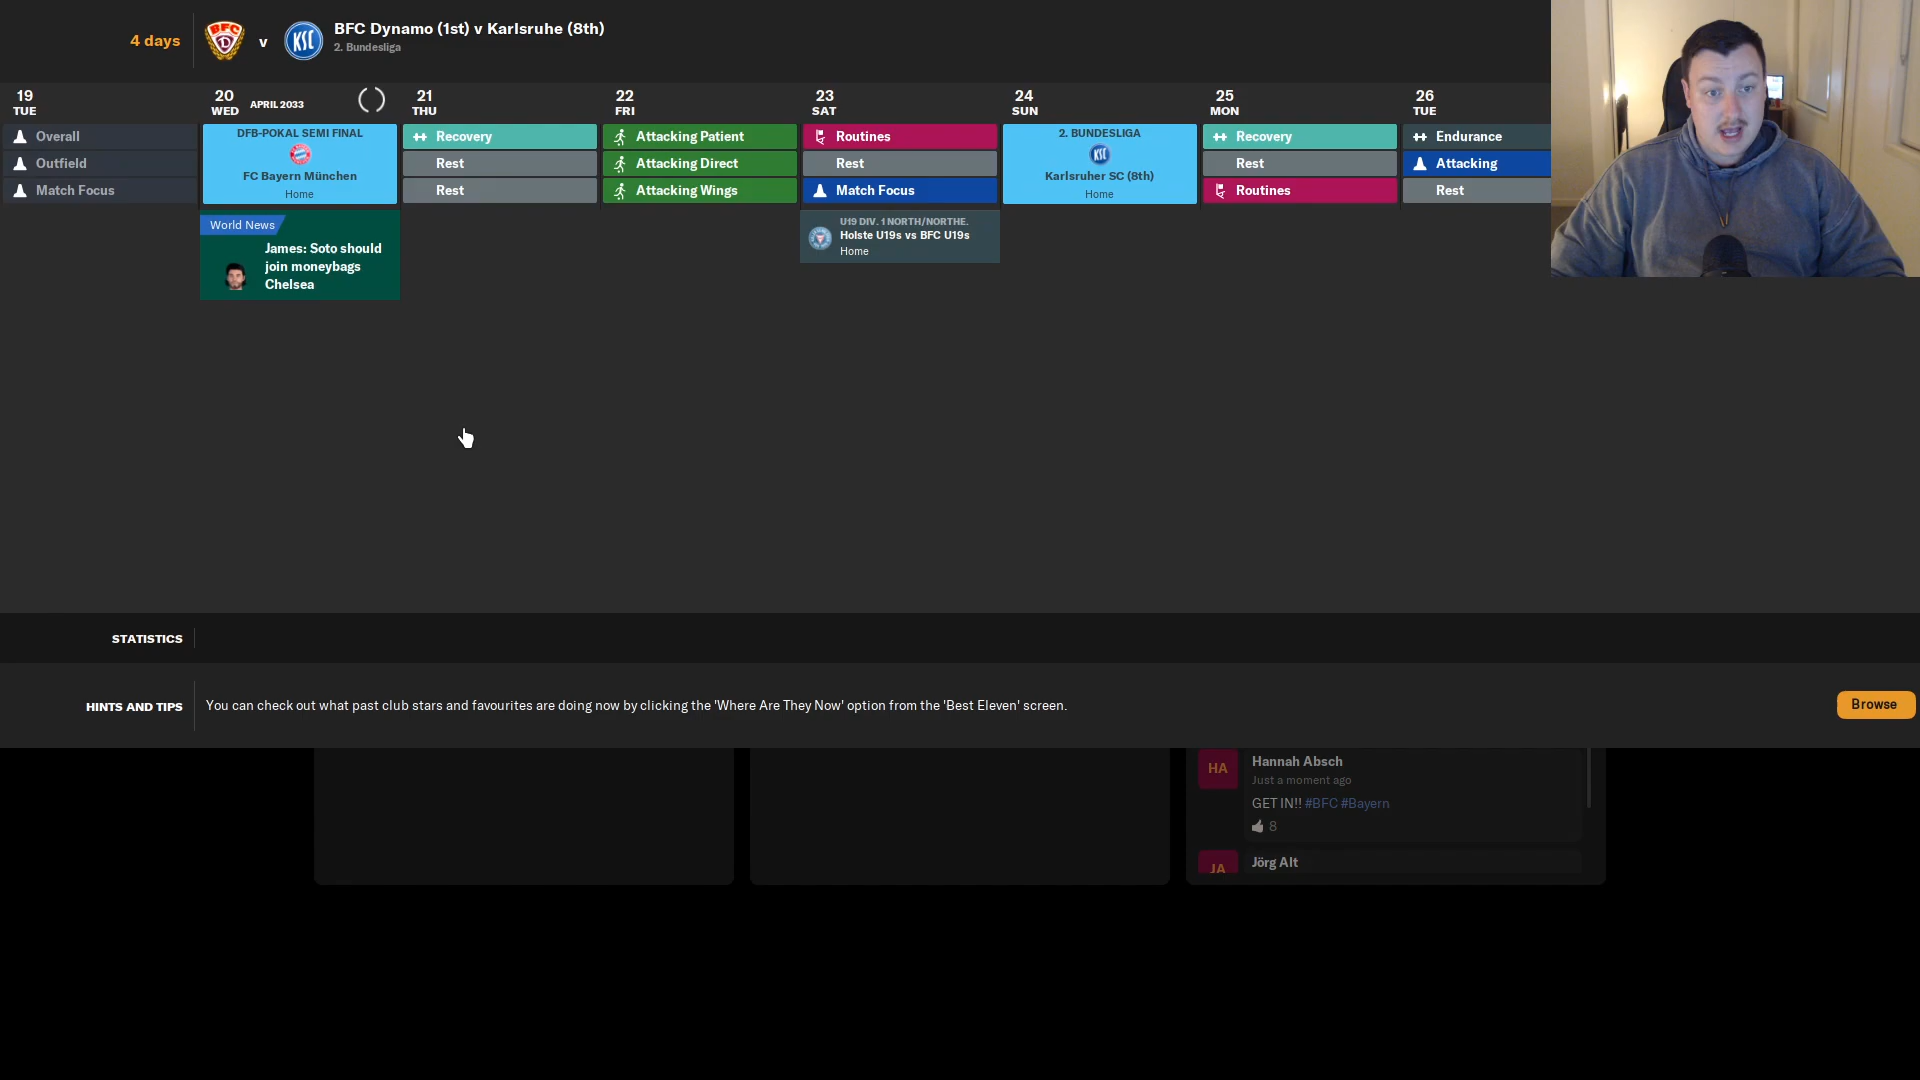 4 days
BFC
D
v
KSC
BFC Dynamo (1st) v Karlsruhe (8th)
2. Bundesliga
19
TUE
20
WED
APRIL 2033
21
THU
22
FRI
23
SAT
24
SUN
25
MON
26
TUE
Overall
Outfield
Match Focus
DFB-POKAL SEMI FINAL
FC Bayern München
Home
Recovery
Rest
Rest
Attacking Patient
Attacking Direct
Attacking Wings
Routines
Rest
Match Focus
2. BUNDESLIGA
KSC
Karlsruher SC (8th)
Home
Recovery
Rest
Routines
Endurance
Attacking
Rest
World News
James: Soto should
join moneybags
Chelsea
U19 DIV. 1 NORTH/NORTHE.
Holste U19s vs BFC U19s
Home
STATISTICS
HINTS AND TIPS
You can check out what past club stars and favourites are doing now by clicking the 'Where Are They Now' option from the 'Best Eleven' screen.
Browse
HA
Hannah Absch
Just a moment ago
GET IN!! #BFC #Bayern
8
JA
Jörg Alt